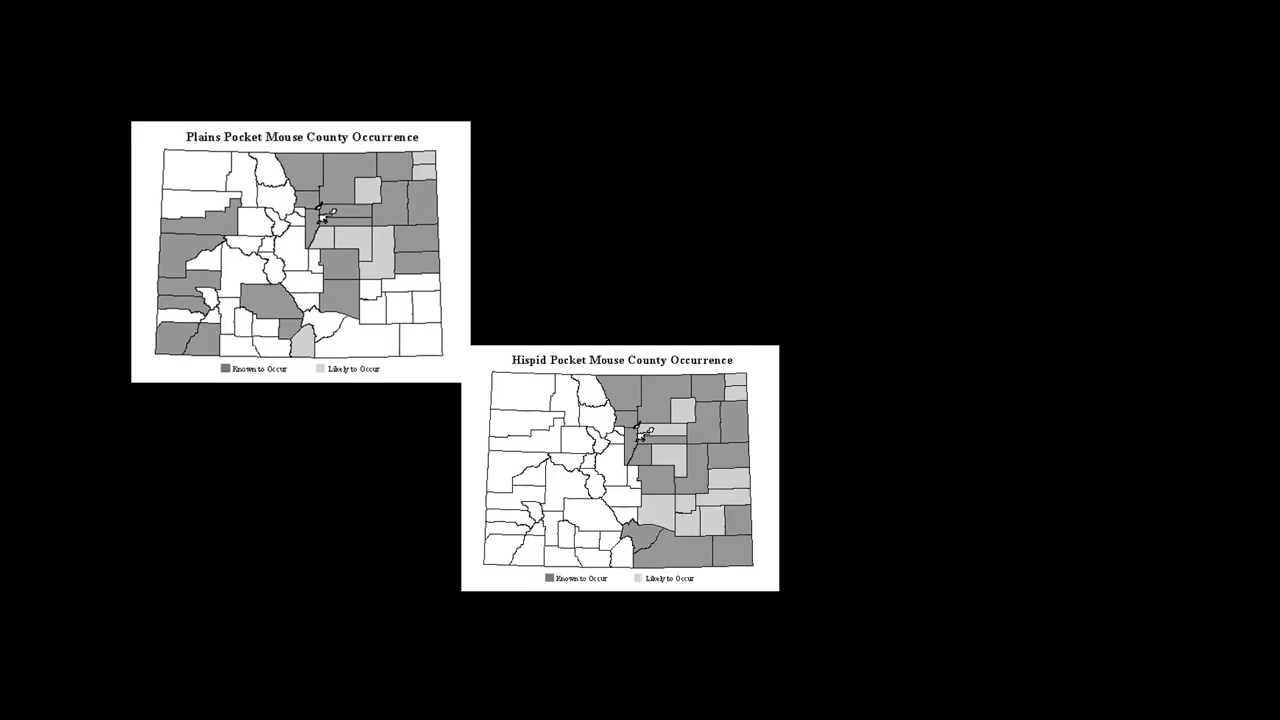 Plains Pocket Mouse County Occurrence
Known to Occur Likely to Occur
Hispid Pocket Mouse County Occurrence
Known to Occur Likely to Occur